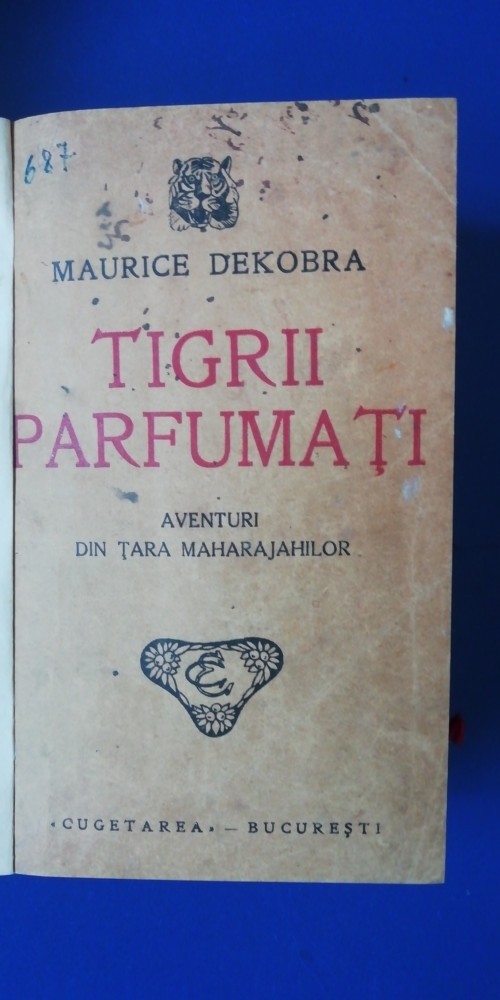 687
MAURICE DEKOBRA
TIGRII
PARFUMAȚI
AVENTURI
DIN ȚARA MAHARAJAHILOR
«CUGETAREA» — BUCUREȘTI